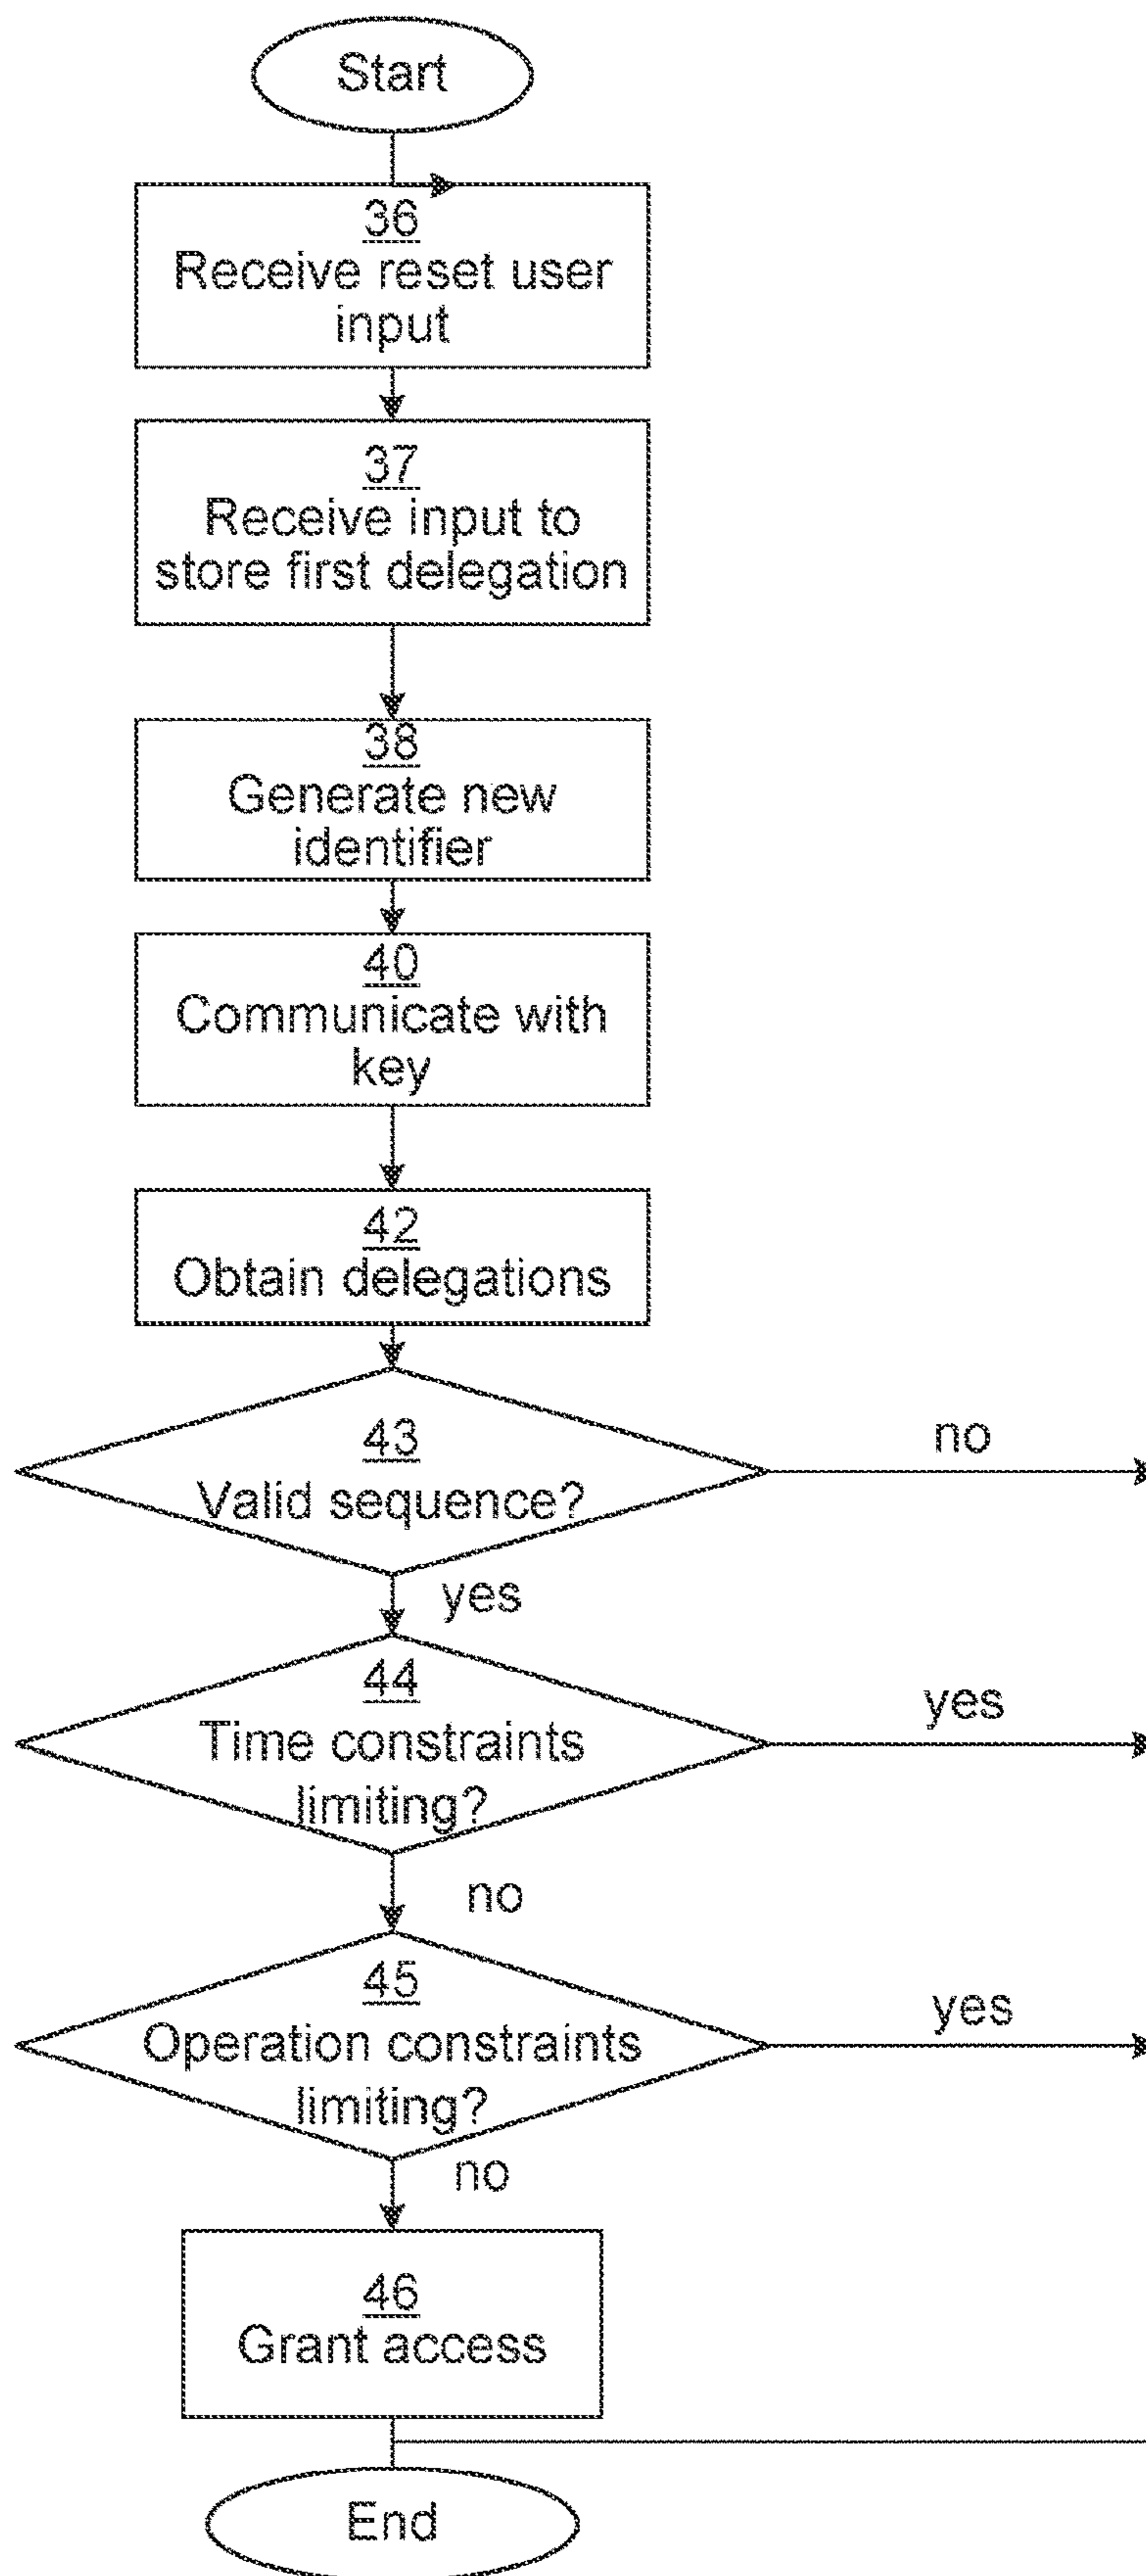 Start
36
Receive reset user
input
37
Receive input to
store first delegation
38
Generate new
identifier
40
Communicate with
key
42
Obtain delegations
43
Valid sequence?
no
yes
44
Time constraints
limiting?
yes
no
45
Operation constraints
limiting?
yes
no
46
Grant access
End